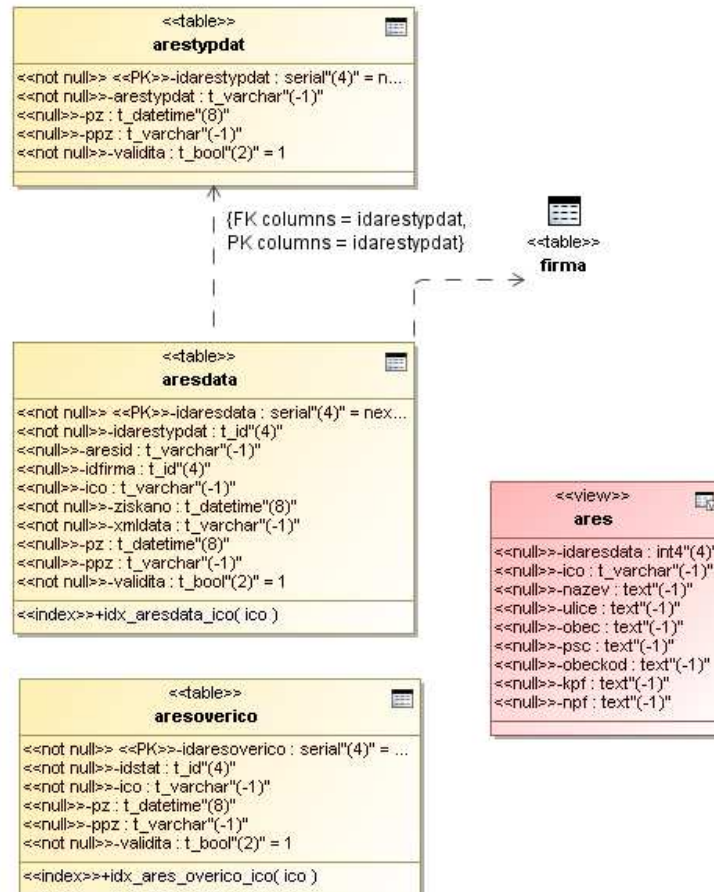 <<table>>
arestypdat
<<not null>> <<PK>>-idarestypdat : serial"(4)" = n...
<<not null>>-arestypdat : t_varchar"(-1)"
<<null>>-pz : t_datetime"(8)"
<<null>>-ppz : t_varchar"(-1)"
<<not null>>-validita : t_bool"(2)" = 1
{FK columns = idarestypdat,
PK columns = idarestypdat}
<<table>>
firma
<<table>>
aresdata
<<not null>> <<PK>>-idaresdata : serial"(4)" = nex...
<<not null>>-idarestypdat : t_id"(4)"
<<null>>-aresid : t_varchar"(-1)"
<<null>>-idfirma : t_id"(4)"
<<null>>-ico : t_varchar"(-1)"
<<not null>>-ziskano : t_datetime"(8)"
<<not null>>-xmldata : t_varchar"(-1)"
<<null>>-pz : t_datetime"(8)"
<<null>>-ppz : t_varchar"(-1)"
<<not null>>-validita : t_bool"(2)" = 1
<<index>>+idx_aresdata_ico( ico )
<<view>>
ares
<<null>>-idaresdata : int4"(4)"
<<null>>-ico : t_varchar"(-1)"
<<null>>-nazev : text"(-1)"
<<null>>-ulice : text"(-1)"
<<null>>-obec : text"(-1)"
<<null>>-psc : text"(-1)"
<<null>>-obeckod : text"(-1)"
<<null>>-kpf : text"(-1)"
<<null>>-npf : text"(-1)"
<<table>>
aresoverico
<<not null>> <<PK>>-idaresoverico : serial"(4)" = ...
<<not null>>-idstat : t_id"(4)"
<<not null>>-ico : t_varchar"(-1)"
<<null>>-pz : t_datetime"(8)"
<<null>>-ppz : t_varchar"(-1)"
<<not null>>-validita : t_bool"(2)" = 1
<<index>>+idx_ares_overico_ico( ico )